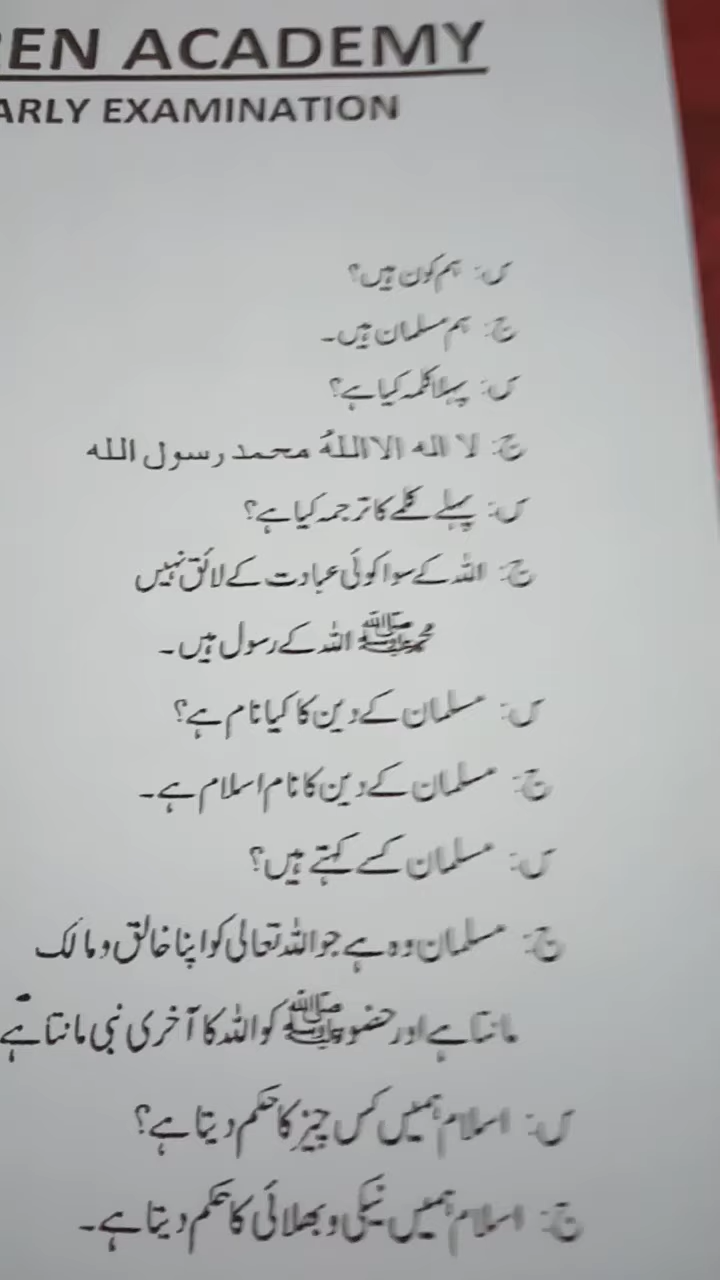 EN ACADEMY
ARLY EXAMINATION
س: ہم کون ہیں؟
ج: ہم مسلمان ہیں۔
س: پہلا کلمہ کیا ہے؟
ج: لا الہ الا اللہُ محمد رسول اللہ
س: پہلے کلمے کا ترجمہ کیا ہے؟
ج: اللہ کے سوا کوئی عبادت کے لائق نہیں
محمد ﷺ اللہ کے رسول ہیں۔
س: مسلمان کے دین کا کیا نام ہے؟
ج: مسلمان کے دین کا نام اسلام ہے۔
س: مسلمان کسے کہتے ہیں؟
ج: مسلمان وہ ہے جو اللہ تعالیٰ کو اپنا خالق و مالک
مانتا ہے اور حضور ﷺ کو اللہ کا آخری نبی مانتا ہے
س: اسلام ہمیں کس چیز کا حکم دیتا ہے؟
ج: اسلام ہمیں نیکی و بھلائی کا حکم دیتا ہے۔